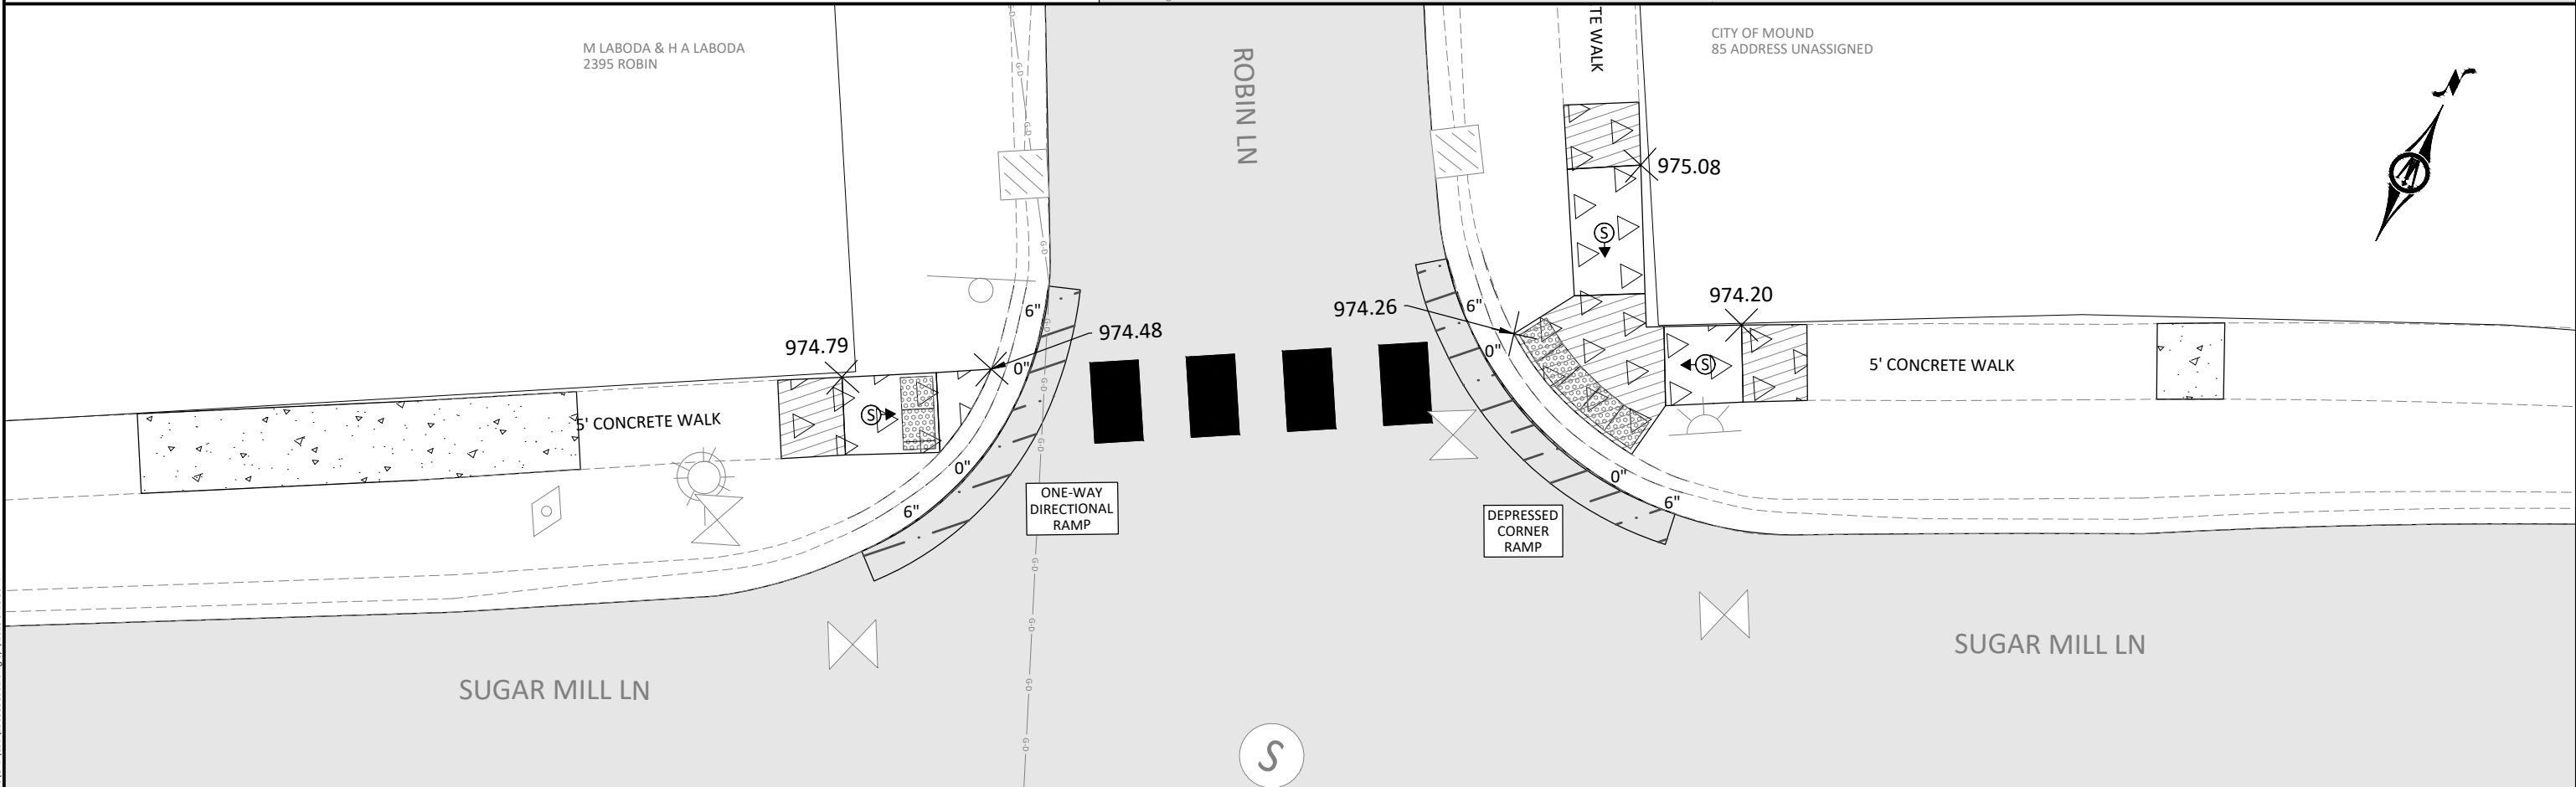 M LABODA & H A LABODA
2395 ROBIN
ROBIN LN
TE WALK
CITY OF MOUND
85 ADDRESS UNASSIGNED
N
975.08
S
6"
974.26
6"
974.20
974.79
974.48
0"
0"
5' CONCRETE WALK
S
S
5' CONCRETE WALK
0"
0"
6"
6"
ONE-WAY
DIRECTIONAL
RAMP
DEPRESSED
CORNER
RAMP
G-D
G-D
G-D
G-D
G-D
G-D
G-D
G-D
G-D
G-D
SUGAR MILL LN
SUGAR MILL LN
S